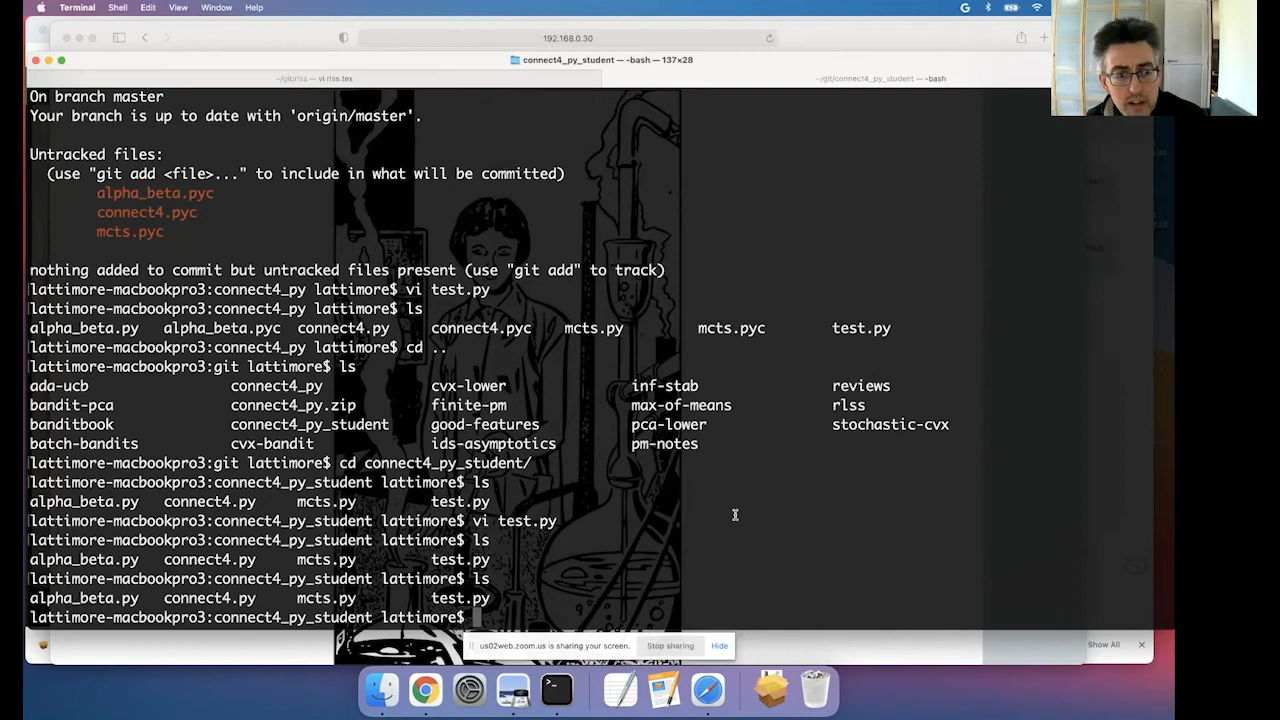 Terminal Shell Edit View Window Help
192.168.0.30
connect4_py_student — -bash — 137×28
~/git/rlss — vi rlss.tex
~/git/connect4_py_student — -bash
On branch master
Your branch is up to date with 'origin/master'.
Untracked files:
(use "git add <file>..." to include in what will be committed)
alpha_beta.pyc
connect4.pyc
mcts.pyc
nothing added to commit but untracked files present (use "git add" to track)
lattimore-macbookpro3:connect4_py lattimore$ vi test.py
lattimore-macbookpro3:connect4_py lattimore$ ls
alpha_beta.py alpha_beta.pyc connect4.py connect4.pyc mcts.py mcts.pyc test.py
lattimore-macbookpro3:connect4_py lattimore$ cd ..
lattimore-macbookpro3:git lattimore$ ls
ada-ucb connect4_py cvx-lower inf-stab reviews
bandit-pca connect4_py.zip finite-pm max-of-means rlss
banditbook connect4_py_student good-features pca-lower stochastic-cvx
batch-bandits cvx-bandit ids-asymptotics pm-notes
lattimore-macbookpro3:git lattimore$ cd connect4_py_student/
lattimore-macbookpro3:connect4_py_student lattimore$ ls
alpha_beta.py connect4.py mcts.py test.py
lattimore-macbookpro3:connect4_py_student lattimore$ vi test.py
lattimore-macbookpro3:connect4_py_student lattimore$ ls
alpha_beta.py connect4.py mcts.py test.py
lattimore-macbookpro3:connect4_py_student lattimore$ ls
alpha_beta.py connect4.py mcts.py test.py
lattimore-macbookpro3:connect4_py_student lattimore$
us02web.zoom.us is sharing your screen. Stop sharing Hide
Show All